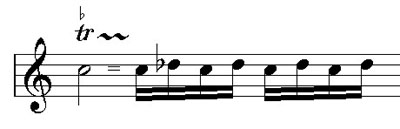 ♭
tr
=